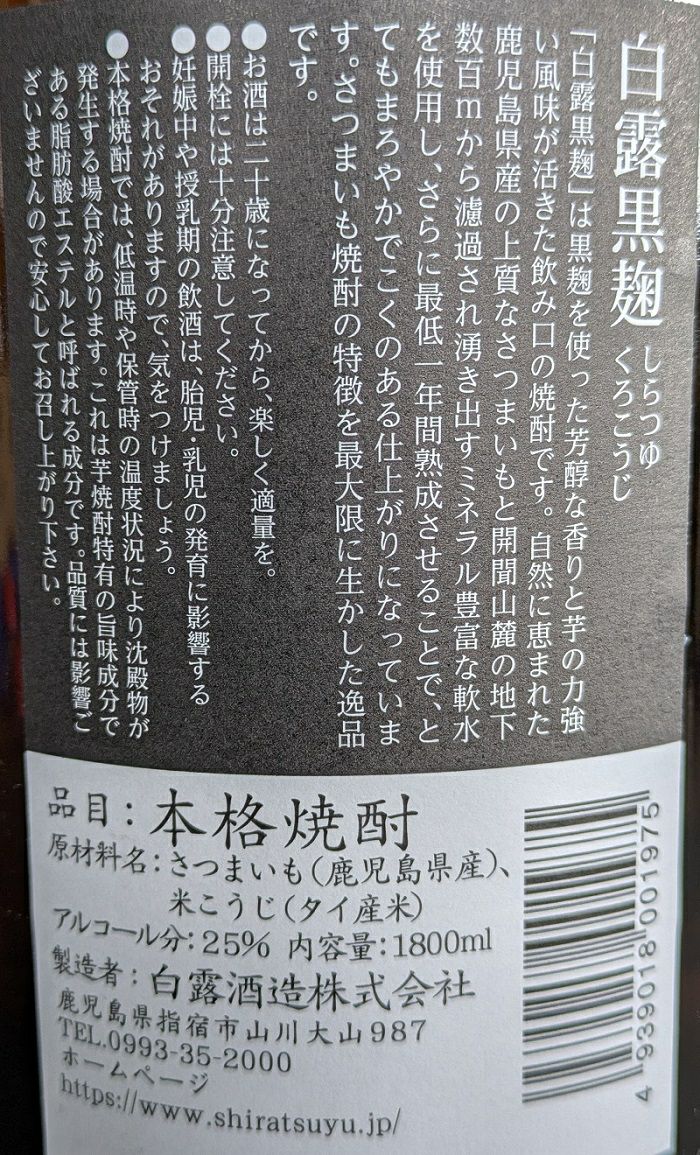 白露黒麹
しらつゆ
くろこうじ
「白露黒麹」は黒麹を使った芳醇な香りと芋の力強
い風味が活きた飲み口の焼酎です。自然に恵まれた
鹿児島県産の上質なさつまいもと開聞山麓の地下
数百mから濾過され湧き出すミネラル豊富な軟水
を使用し、さらに最低一年間熟成させることで、と
てもまろやかでこくのある仕上がりになっていま
す。さつまいも焼酎の特徴を最大限に生かした逸品
です。
●お酒は二十歳になってから、楽しく適量を。
●開栓には十分注意してください。
●妊娠中や授乳期の飲酒は、胎児・乳児の発育に影響する
おそれがありますので、気をつけましょう。
●本格焼酎では、低温時や保管時の温度状況により沈殿物が
発生する場合があります。これは芋焼酎特有の旨味成分で
ある脂肪酸エステルと呼ばれる成分です。品質には影響ご
ざいませんので安心してお召し上がり下さい。
品目：本格焼酎
原材料名：さつまいも（鹿児島県産）、
米こうじ（タイ産米）
アルコール分：25% 内容量：1800ml
製造者：白露酒造株式会社
鹿児島県指宿市山川大山987
TEL.0993-35-2000
ホームページ
https://www.shiratsuyu.jp/
4 939018 001975